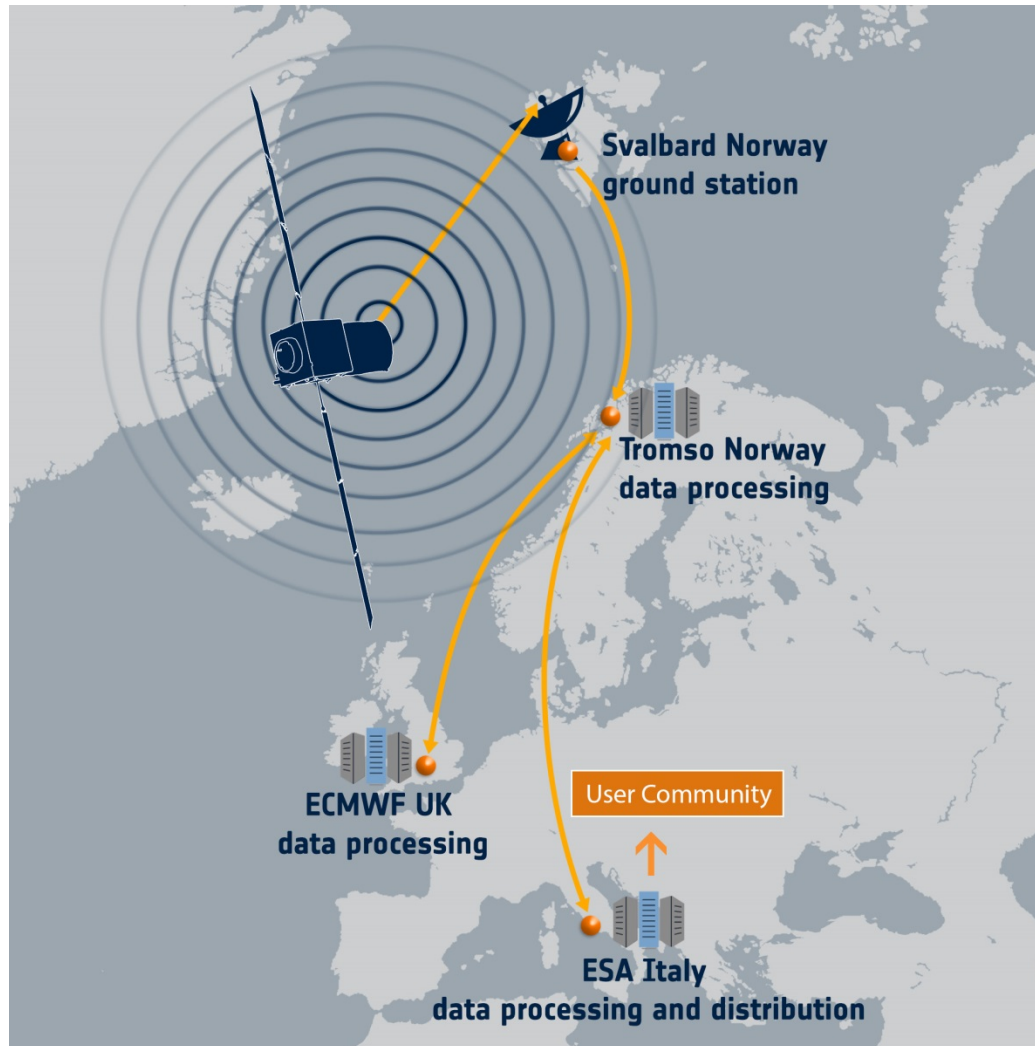 Svalbard Norway
ground station
Tromso Norway
data processing
ECMWF UK
data processing
User Community
ESA Italy
data processing and distribution